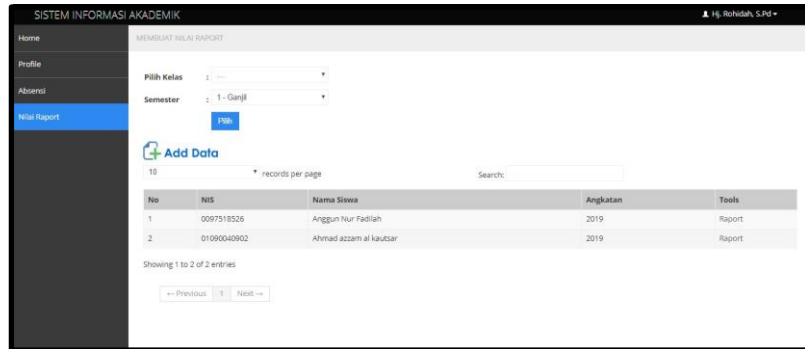 SISTEM INFORMASI AKADEMIK
Hj. Rohidah, S.Pd
Home
Profile
Absensi
Nilai Raport
MEMBUAT NILAI RAPORT
Pilih Kelas : ---
Semester : 1 - Ganjil
Pilih
Add Data
10 records per page Search:
No NIS Nama Siswa Angkatan Tools
1 0097518526 Anggun Nur Fadilah 2019 Raport
2 01090040902 Ahmad azzam al kautsar 2019 Raport
Showing 1 to 2 of 2 entries
← Previous 1 Next →